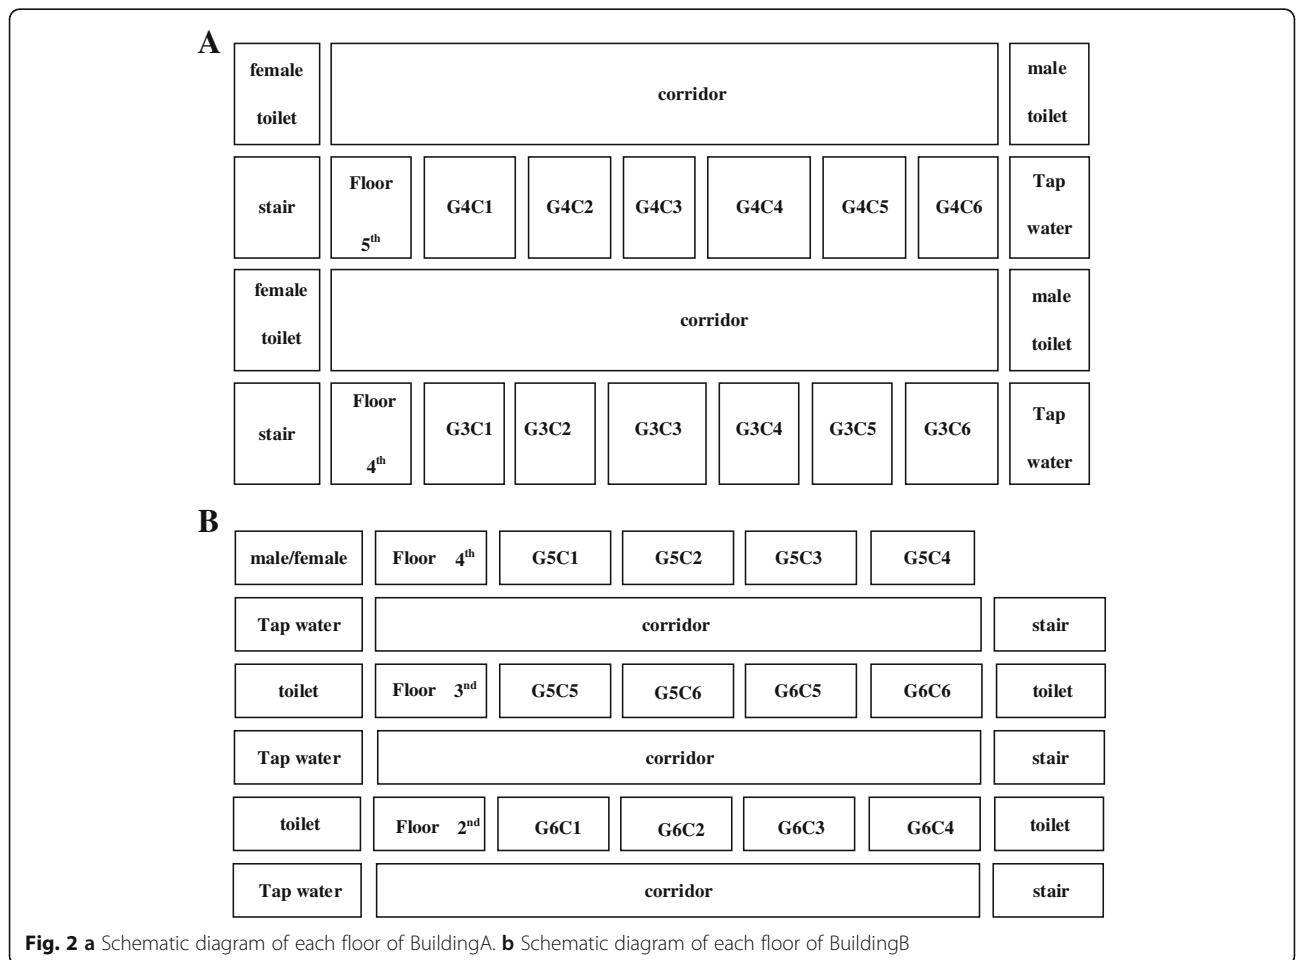 A
female toilet
corridor
male toilet
stair
Floor 5th
G4C1
G4C2
G4C3
G4C4
G4C5
G4C6
Tap water
female toilet
corridor
male toilet
stair
Floor 4th
G3C1
G3C2
G3C3
G3C4
G3C5
G3C6
Tap water
B
male/female
Floor 4th
G5C1
G5C2
G5C3
G5C4
Tap water
corridor
stair
toilet
Floor 3nd
G5C5
G5C6
G6C5
G6C6
toilet
Tap water
corridor
stair
toilet
Floor 2nd
G6C1
G6C2
G6C3
G6C4
toilet
Tap water
corridor
stair
Fig. 2 a Schematic diagram of each floor of BuildingA. b Schematic diagram of each floor of BuildingB